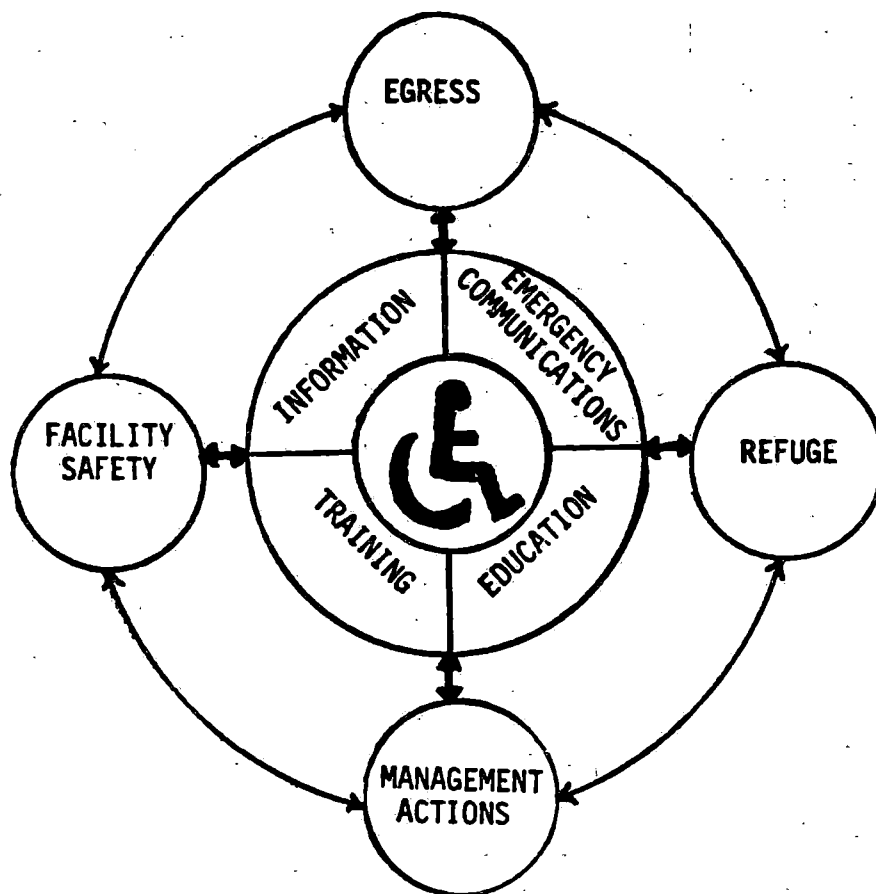 EGRESS
EMERGENCY
COMMUNICATIONS
INFORMATION
FACILITY
SAFETY
REFUGE
TRAINING
EDUCATION
MANAGEMENT
ACTIONS